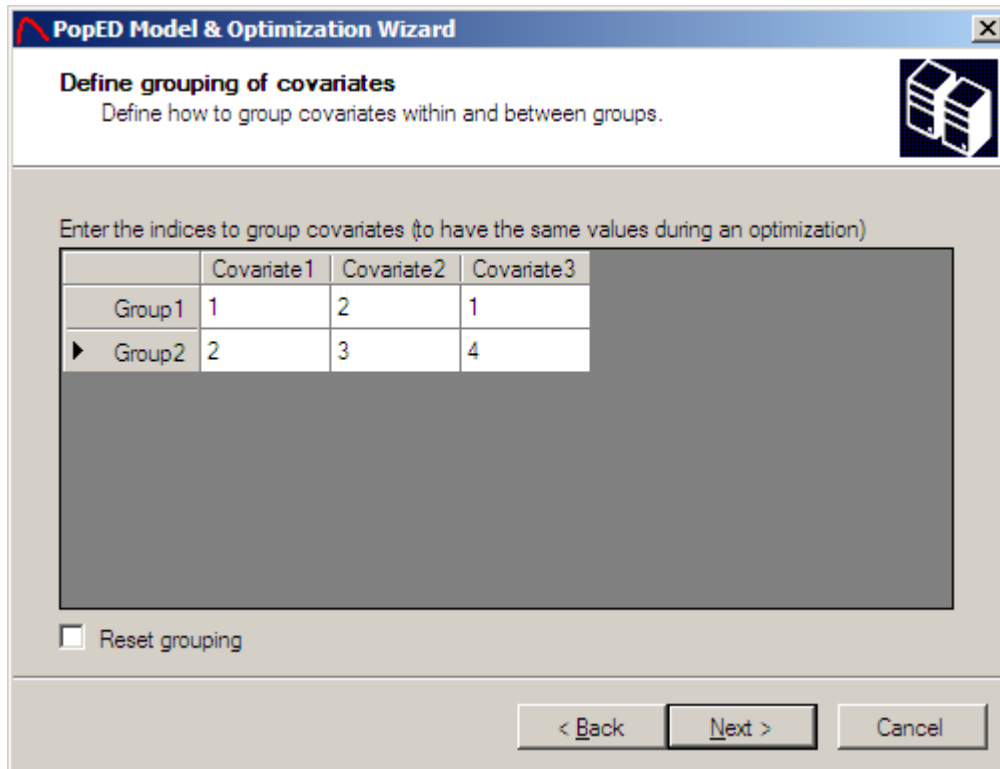 PopED Model & Optimization Wizard
Define grouping of covariates
Define how to group covariates within and between groups.
Enter the indices to group covariates (to have the same values during an optimization)
Covariate1 Covariate2 Covariate3
Group1 1 2 1
Group2 2 3 4
Reset grouping
< Back Next > Cancel